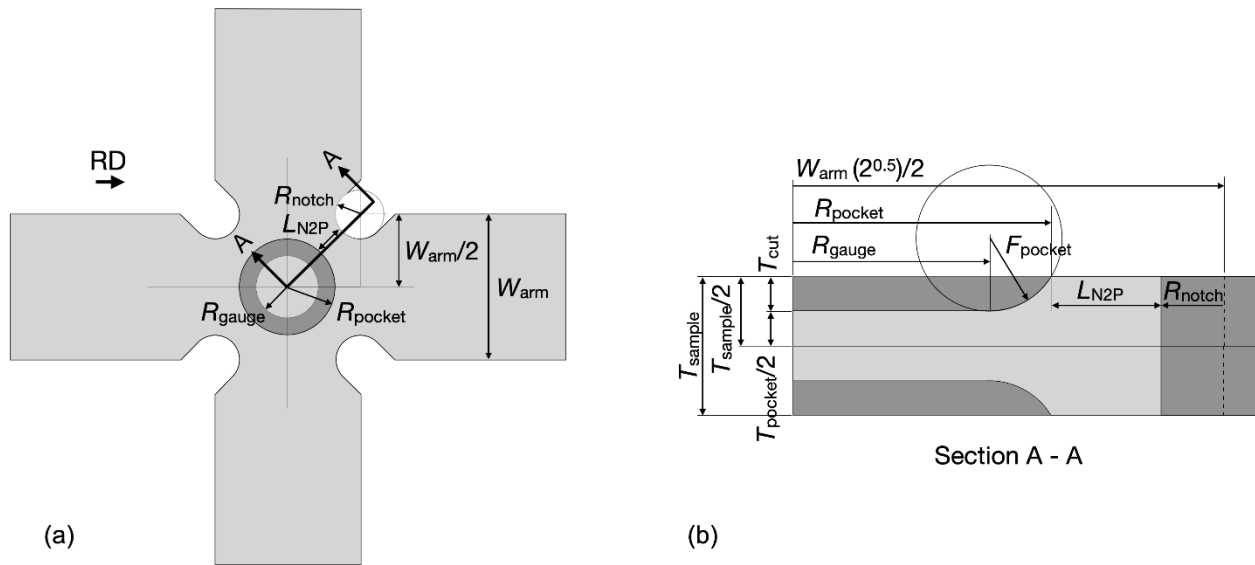 RD
A
R_notch
L_N2P
A
W_arm/2
W_arm
R_gauge
R_pocket
(a)
W_arm (2^0.5)/2
R_pocket
R_gauge
F_pocket
T_cut
L_N2P
R_notch
T_sample
T_sample/2
T_pocket/2
Section A - A
(b)